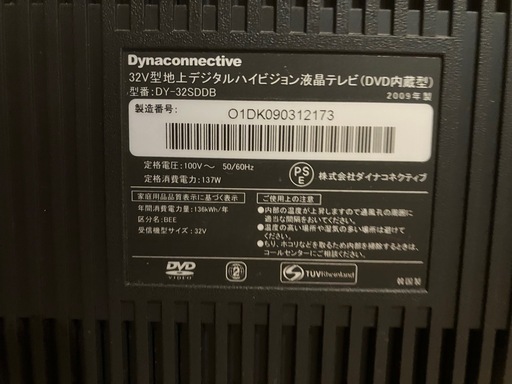 Dynaconnective
32V型地上デジタルハイビジョン液晶テレビ(DVD内蔵型)
型番:DY-32SDDB
2009年製
製造番号:
O1DK090312173
定格電圧:100V～ 50/60Hz
定格消費電力:137W
PS
E
株式会社ダイナコネクティブ
家庭用品品質表示に基づく表示
年間消費電力量:136kWh/年
区分名:BEE
受信機型サイズ:32V
ご使用上の注意
●内部の温度が上昇しますので通風孔の周囲に
適当な間隔をおいてください。
●温度の高い場所や湿気の多い場所は避けて
ください。
●もし、ホコリなどを取るため内部を掃除するときは、
コールセンターにご相談ください。
DVD
VIDEO
2
TÜVRheinland
韓国製